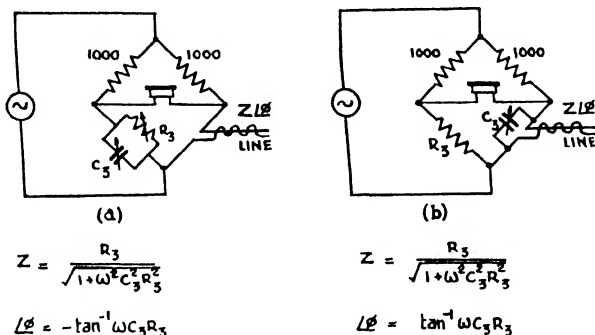 1000 1000
Z∠Ø
R₃
C₃
LINE
(a)
Z = R₃ / √(1+ω²C₃²R₃²)
∠Ø = -tan⁻¹ ωC₃R₃
1000 1000
Z∠Ø
C₃
R₃
LINE
(b)
Z = R₃ / √(1+ω²C₃²R₃²)
∠Ø = tan⁻¹ ωC₃R₃